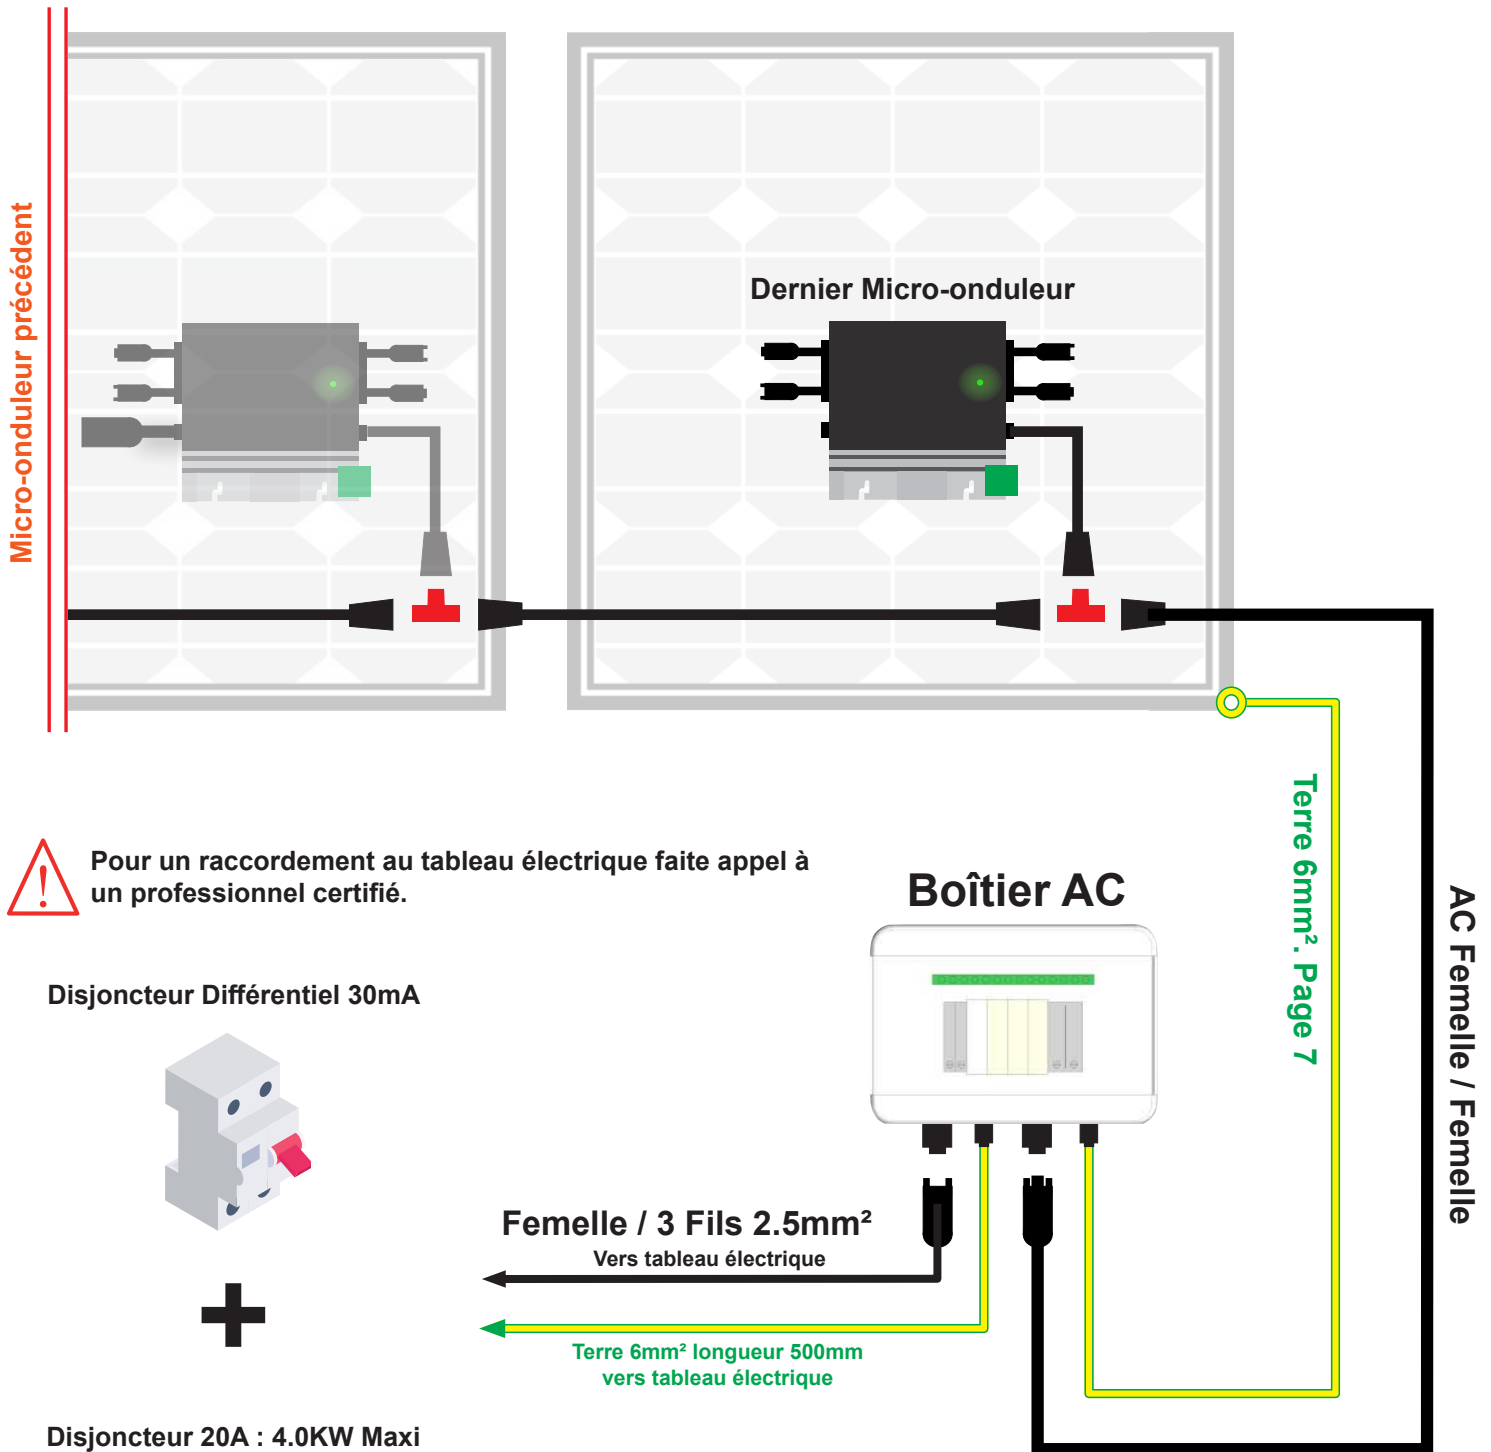 Micro-onduleur précédent
Dernier Micro-onduleur
Pour un raccordement au tableau électrique faite appel à
un professionnel certifié.
Boîtier AC
Terre 6mm². Page 7
AC Femelle / Femelle
Disjoncteur Différentiel 30mA
Femelle / 3 Fils 2.5mm²
Vers tableau électrique
Terre 6mm² longueur 500mm
vers tableau électrique
Disjoncteur 20A : 4.0KW Maxi